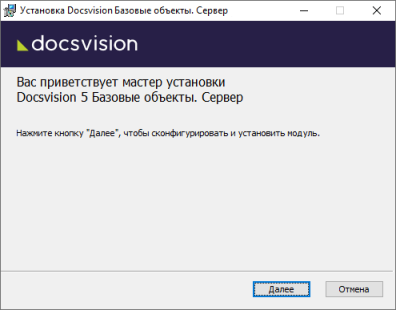 Установка Docsvision Базовые объекты. Сервер
docsvision
Вас приветствует мастер установки
Docsvision 5 Базовые объекты. Сервер
Нажмите кнопку "Далее", чтобы сконфигурировать и установить модуль.
Далее
Отмена